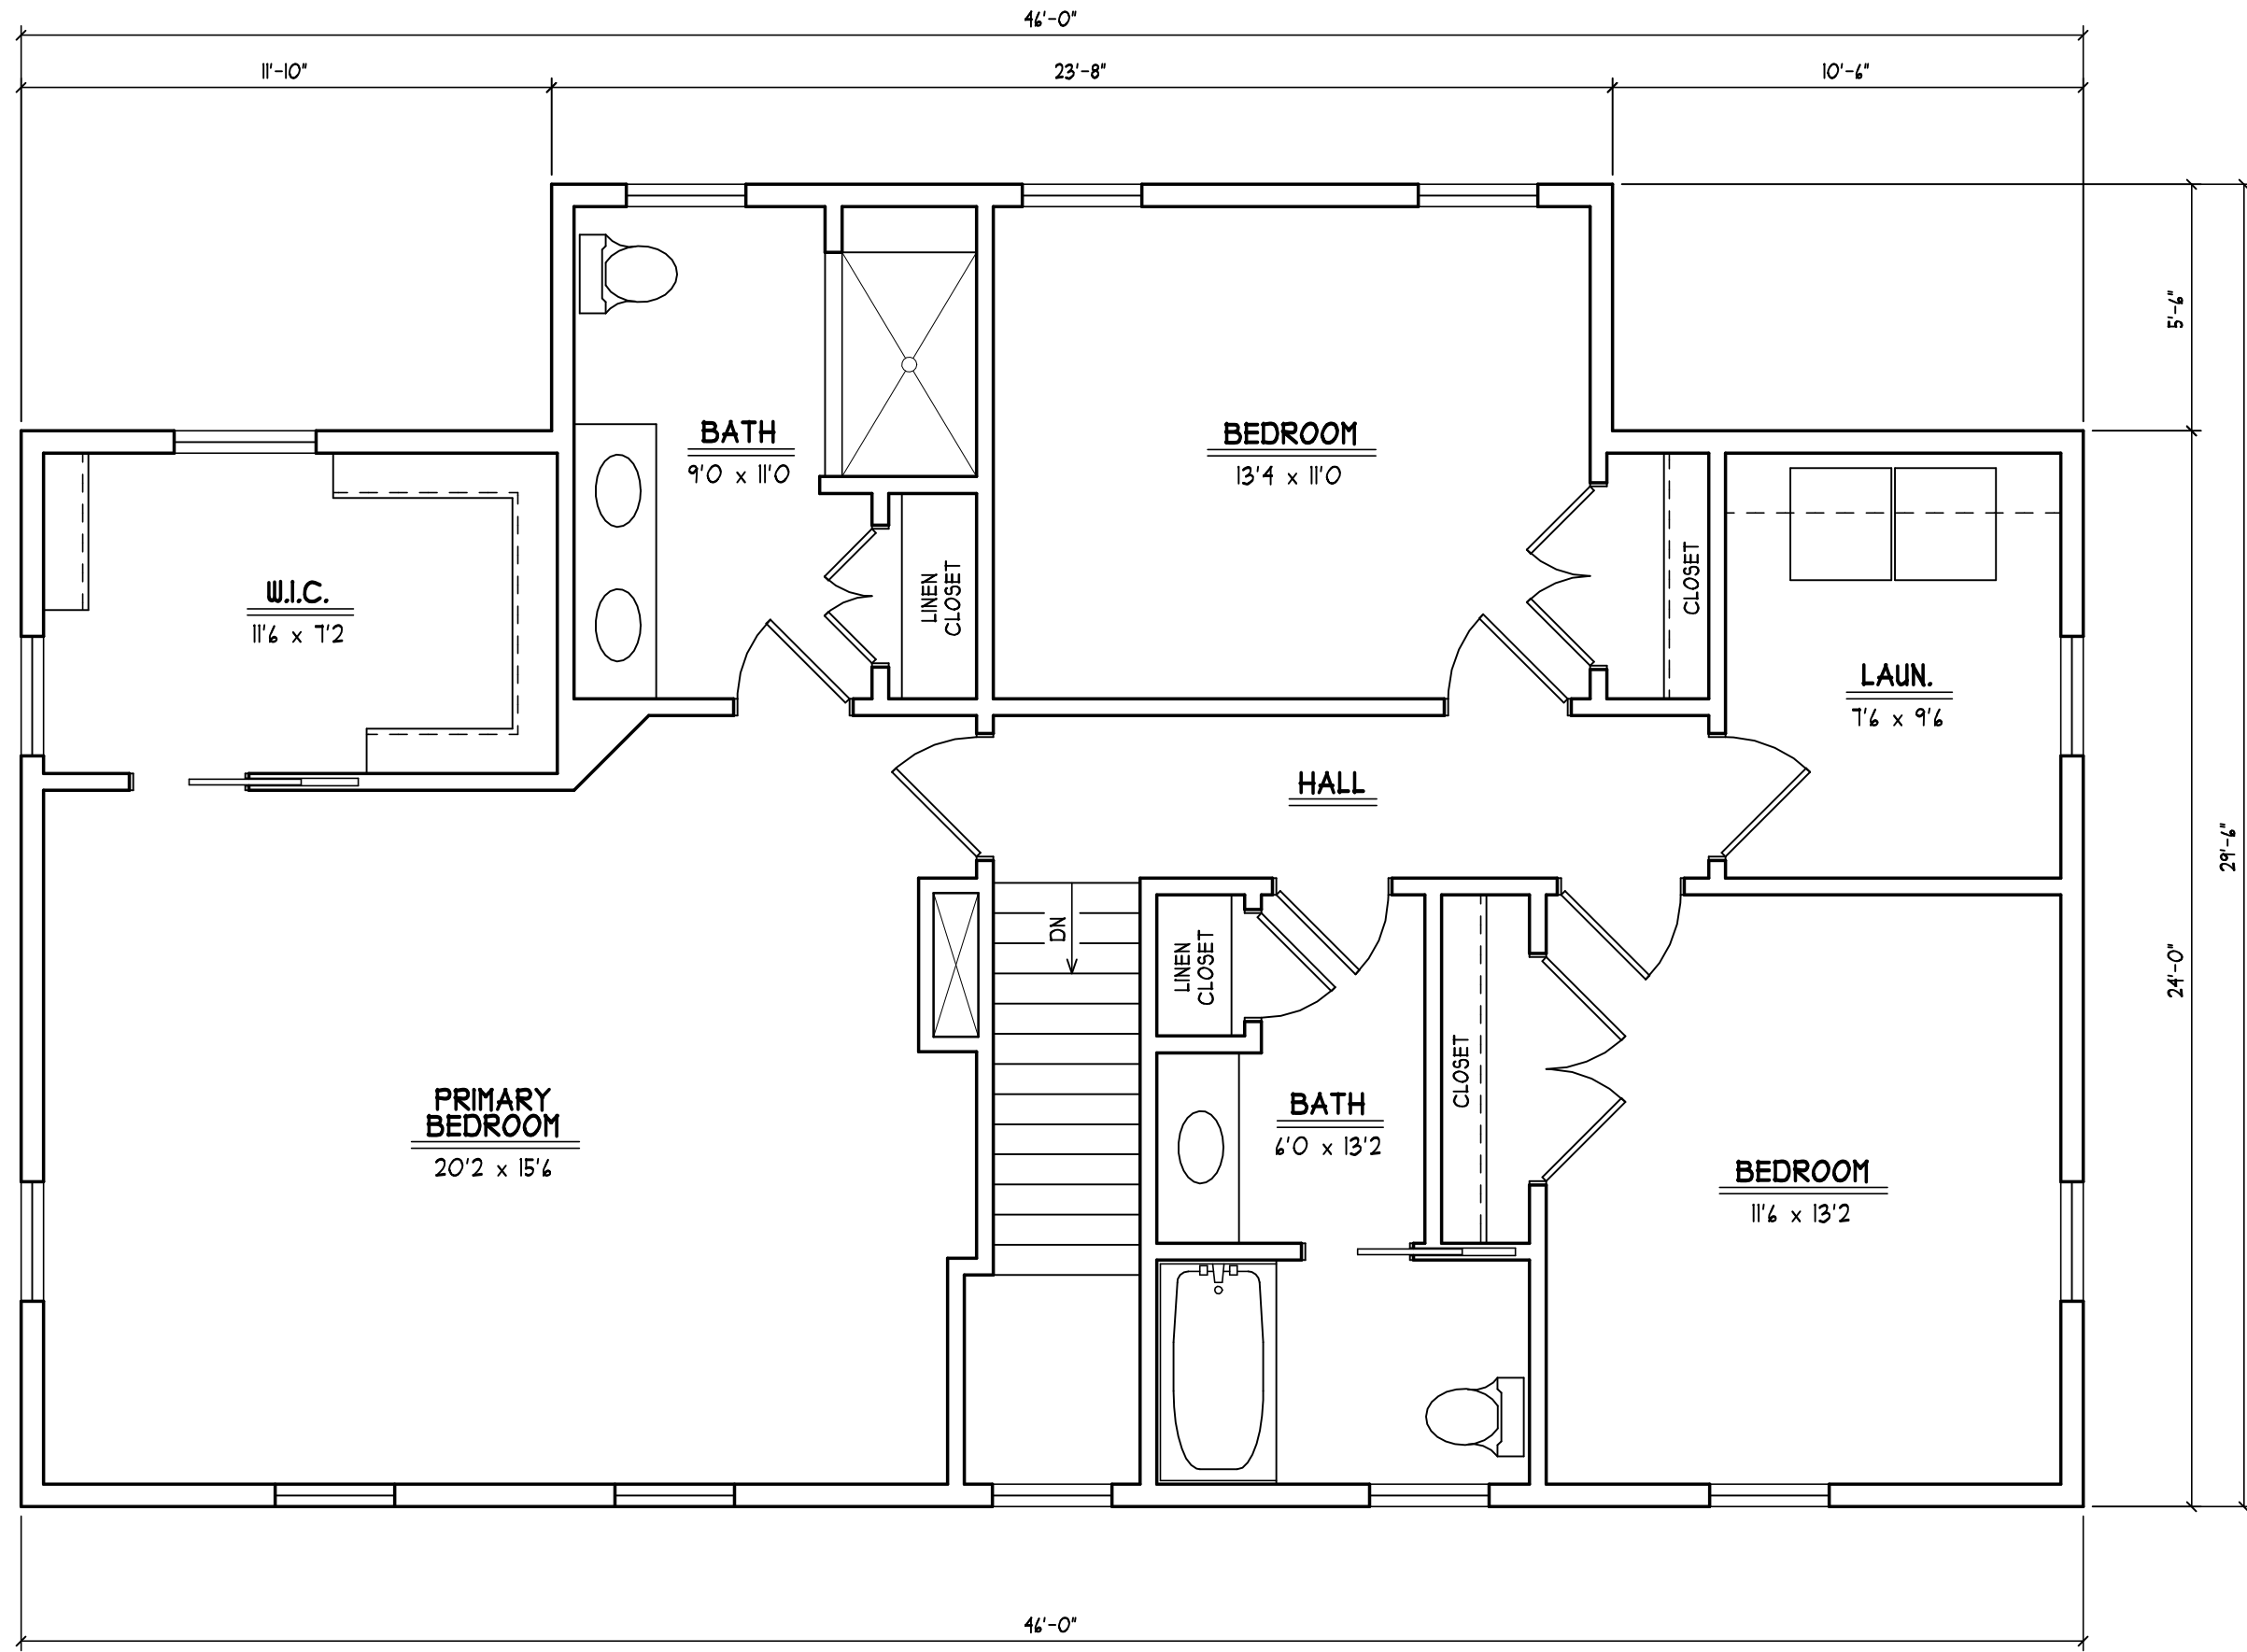 46'-0"
11'-10"
23'-8"
10'-6"
5'-6"
BATH
9'0 x 11'0
BEDROOM
13'4 x 11'0
W.I.C.
11'6 x 7'2
LINEN
CLOSET
CLOSET
LAUN.
7'6 x 9'6
HALL
29'-6"
24'-0"
DN
LINEN
CLOSET
PRIMARY
BEDROOM
20'2 x 15'6
BATH
6'0 x 13'2
CLOSET
BEDROOM
11'6 x 13'2
46'-0"